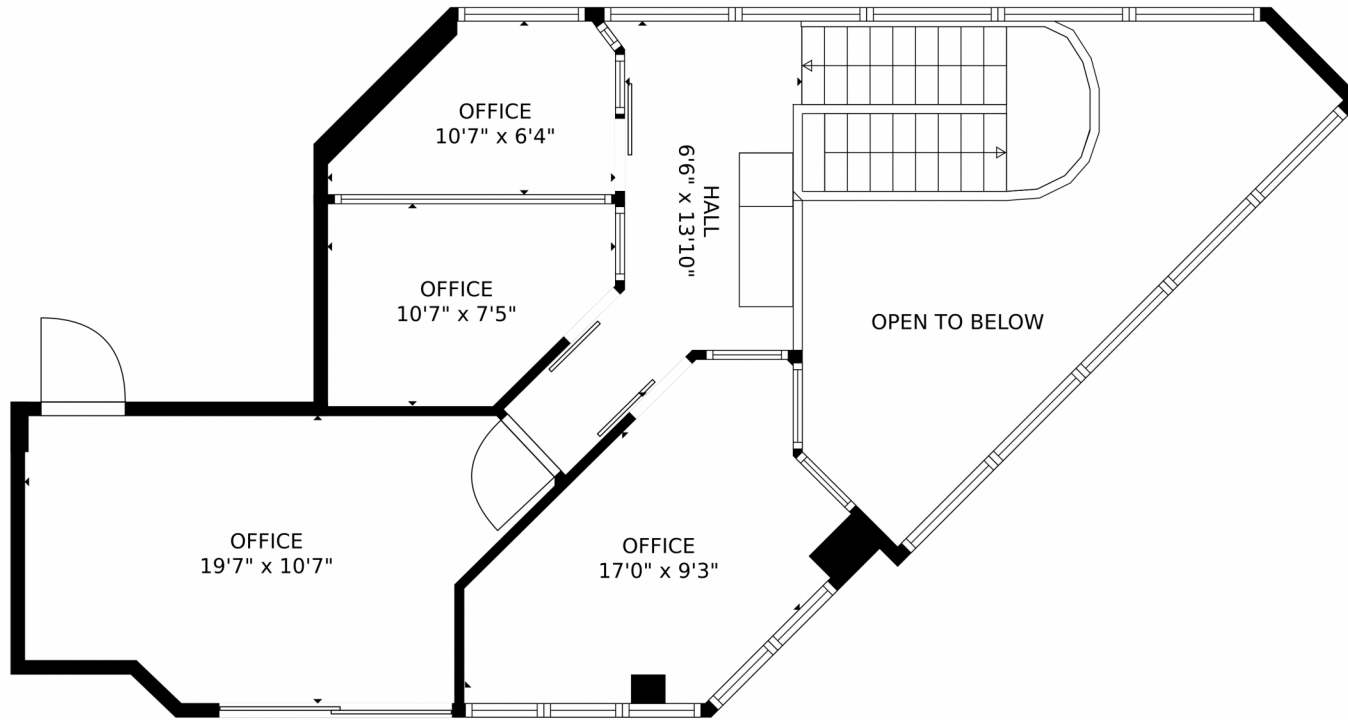 OFFICE
10'7" x 6'4"
HALL
6'6" x 13'10"
OFFICE
10'7" x 7'5"
OPEN TO BELOW
OFFICE
19'7" x 10'7"
OFFICE
17'0" x 9'3"